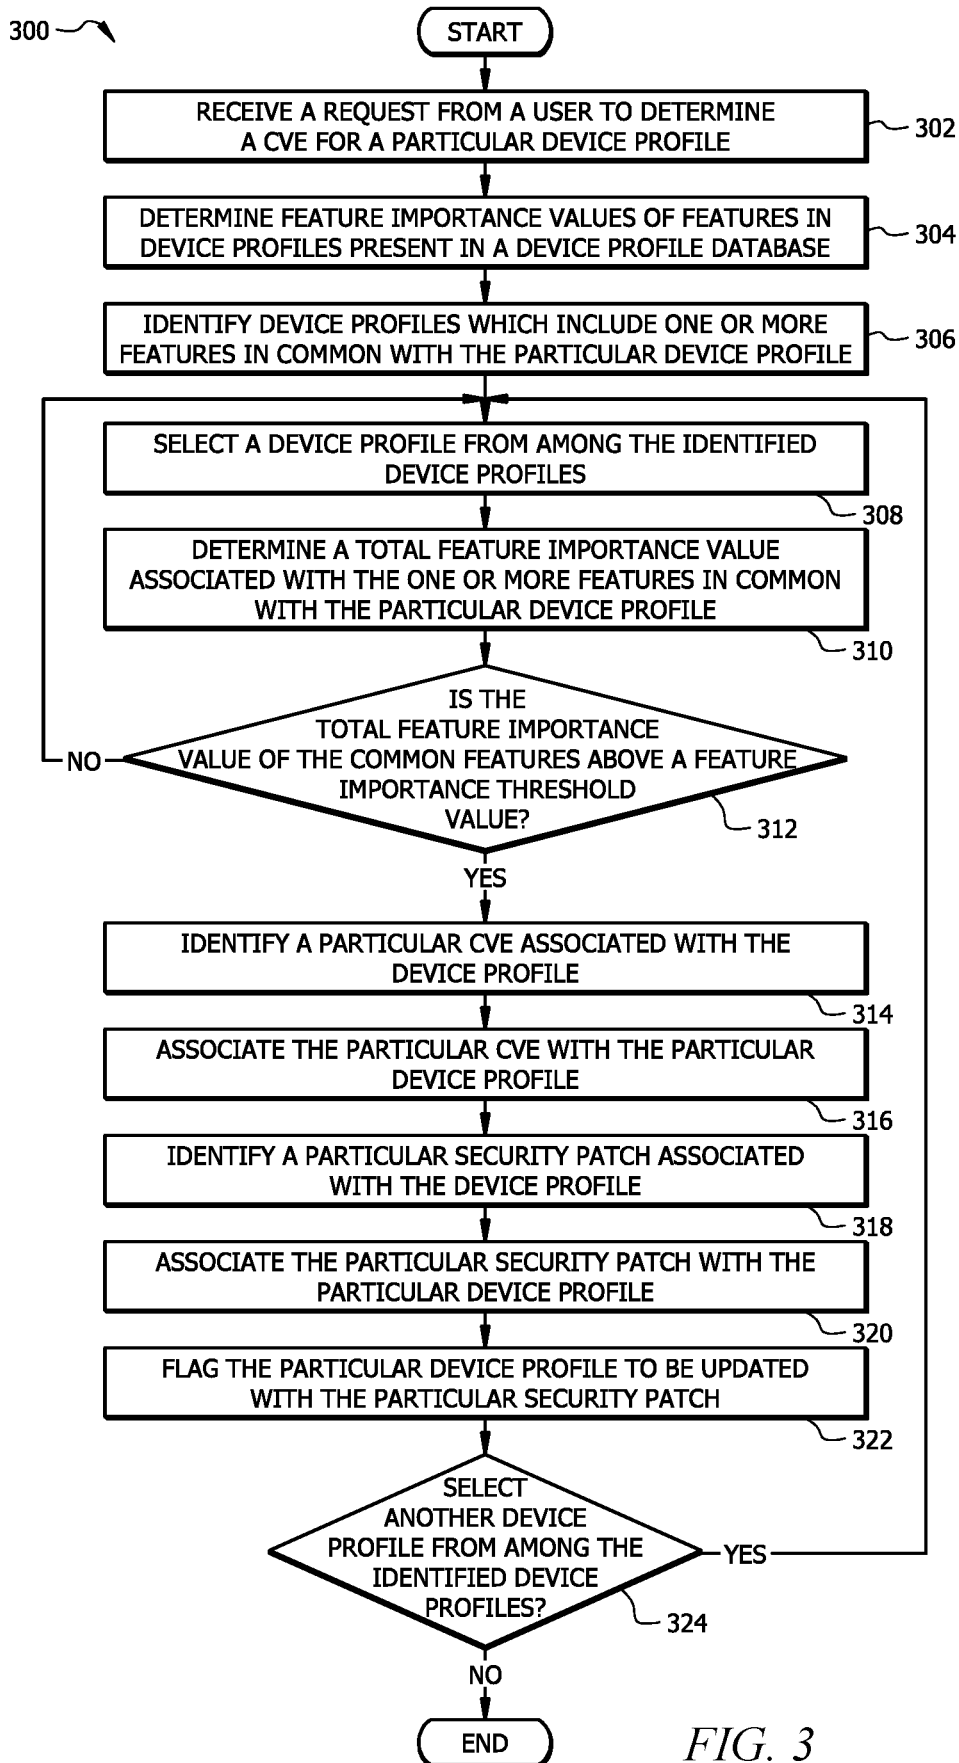 300
START
RECEIVE A REQUEST FROM A USER TO DETERMINE
A CVE FOR A PARTICULAR DEVICE PROFILE
302
DETERMINE FEATURE IMPORTANCE VALUES OF FEATURES IN
DEVICE PROFILES PRESENT IN A DEVICE PROFILE DATABASE
304
IDENTIFY DEVICE PROFILES WHICH INCLUDE ONE OR MORE
FEATURES IN COMMON WITH THE PARTICULAR DEVICE PROFILE
306
SELECT A DEVICE PROFILE FROM AMONG THE IDENTIFIED
DEVICE PROFILES
308
DETERMINE A TOTAL FEATURE IMPORTANCE VALUE
ASSOCIATED WITH THE ONE OR MORE FEATURES IN COMMON
WITH THE PARTICULAR DEVICE PROFILE
310
IS THE
TOTAL FEATURE IMPORTANCE
VALUE OF THE COMMON FEATURES ABOVE A FEATURE
IMPORTANCE THRESHOLD
VALUE?
NO
312
YES
IDENTIFY A PARTICULAR CVE ASSOCIATED WITH THE
DEVICE PROFILE
314
ASSOCIATE THE PARTICULAR CVE WITH THE PARTICULAR
DEVICE PROFILE
316
IDENTIFY A PARTICULAR SECURITY PATCH ASSOCIATED
WITH THE DEVICE PROFILE
318
ASSOCIATE THE PARTICULAR SECURITY PATCH WITH THE
PARTICULAR DEVICE PROFILE
320
FLAG THE PARTICULAR DEVICE PROFILE TO BE UPDATED
WITH THE PARTICULAR SECURITY PATCH
322
SELECT
ANOTHER DEVICE
PROFILE FROM AMONG THE
IDENTIFIED DEVICE
PROFILES?
YES
324
NO
END
FIG. 3